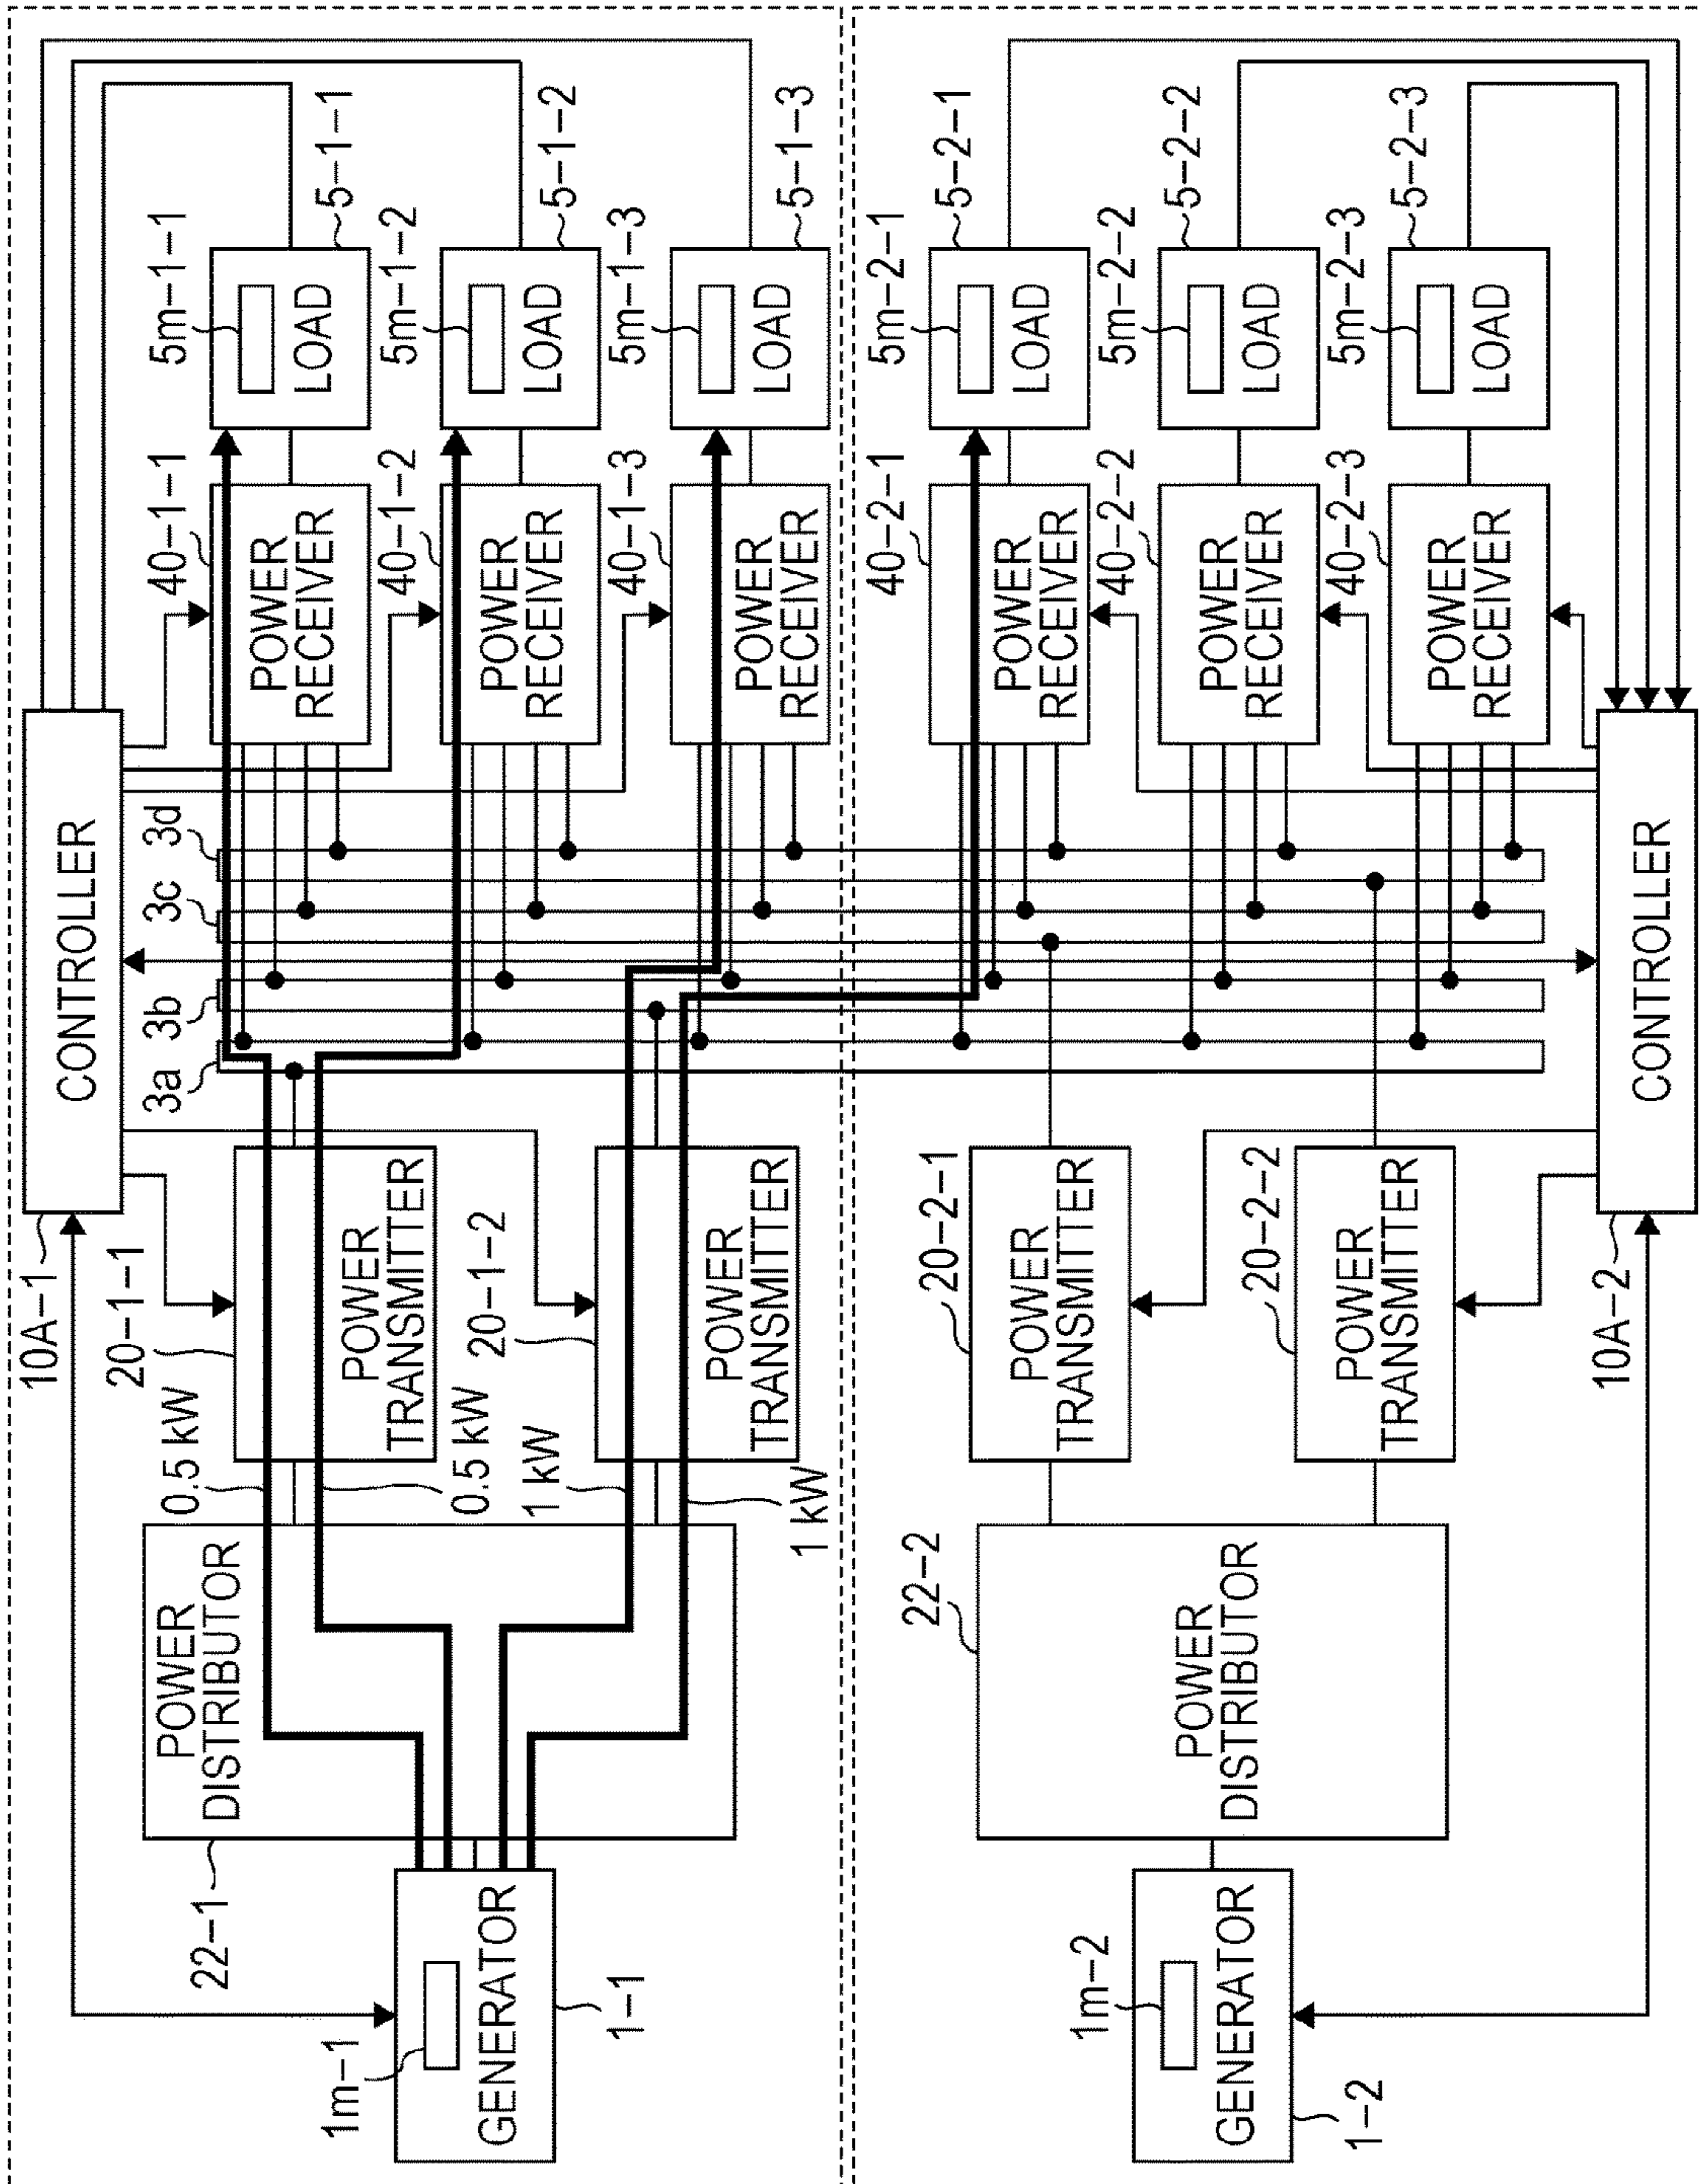 10A–1
CONTROLLER
1m–1
GENERATOR
1–1
22–1
POWER
DISTRIBUTOR
0.5 kW
0.5 kW
1 kW
1 kW
20–1–1
POWER
TRANSMITTER
20–1–2
POWER
TRANSMITTER
3a
3b
3c
3d
40–1–1
POWER
RECEIVER
40–1–2
POWER
RECEIVER
40–1–3
POWER
RECEIVER
5m–1–1
LOAD
5–1–1
5m–1–2
LOAD
5–1–2
5m–1–3
LOAD
5–1–3
1m–2
GENERATOR
1–2
22–2
POWER
DISTRIBUTOR
20–2–1
POWER
TRANSMITTER
20–2–2
POWER
TRANSMITTER
40–2–1
POWER
RECEIVER
40–2–2
POWER
RECEIVER
40–2–3
POWER
RECEIVER
5m–2–1
LOAD
5–2–1
5m–2–2
LOAD
5–2–2
5m–2–3
LOAD
5–2–3
10A–2
CONTROLLER